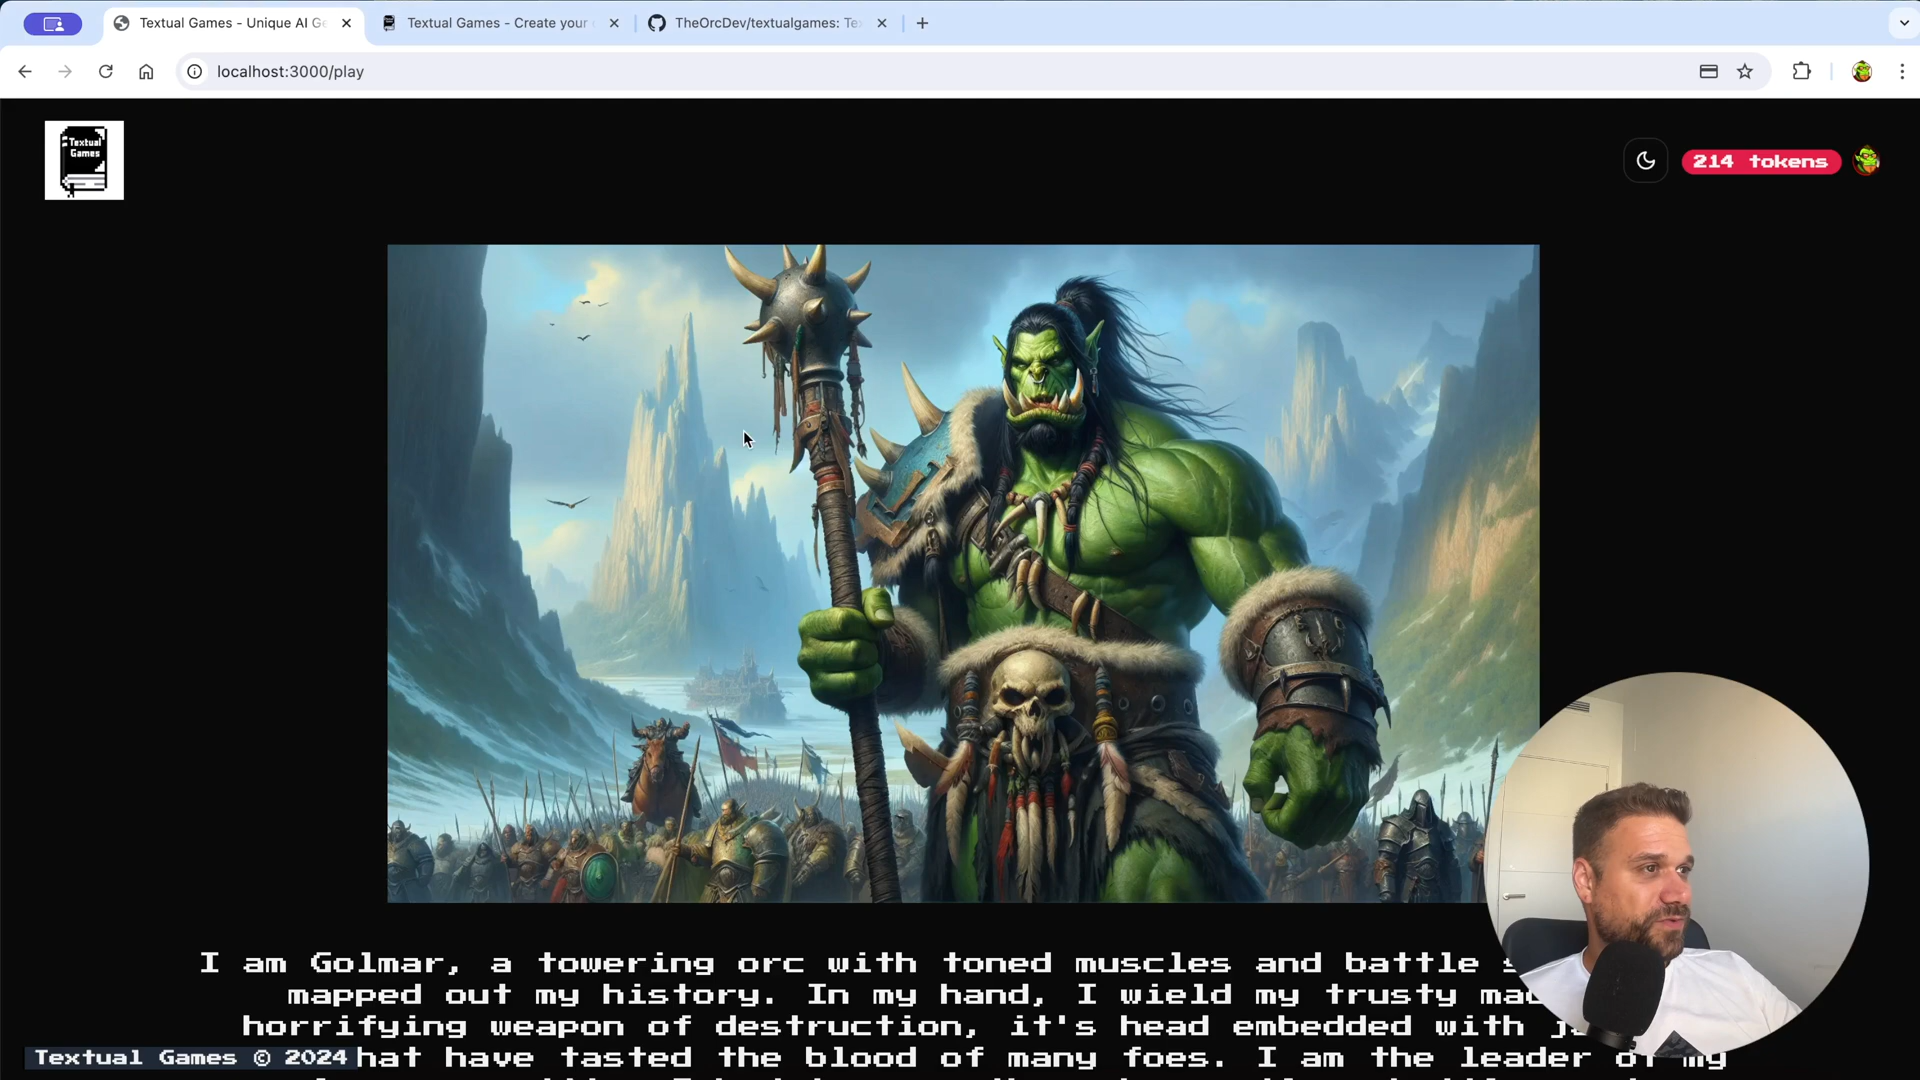 Textual Games - Unique AI Ge
Textual Games - Create your
TheOrcDev/textualgames: Te
localhost:3000/play
Textual
Games
214 tokens
I am Golmar, a towering orc with toned muscles and battle
mapped out my history. In my hand, I wield my trusty
horrifying weapon of destruction, it's head embedded with
hat have tasted the blood of many foes. I am the leader of my
Textual Games © 2024